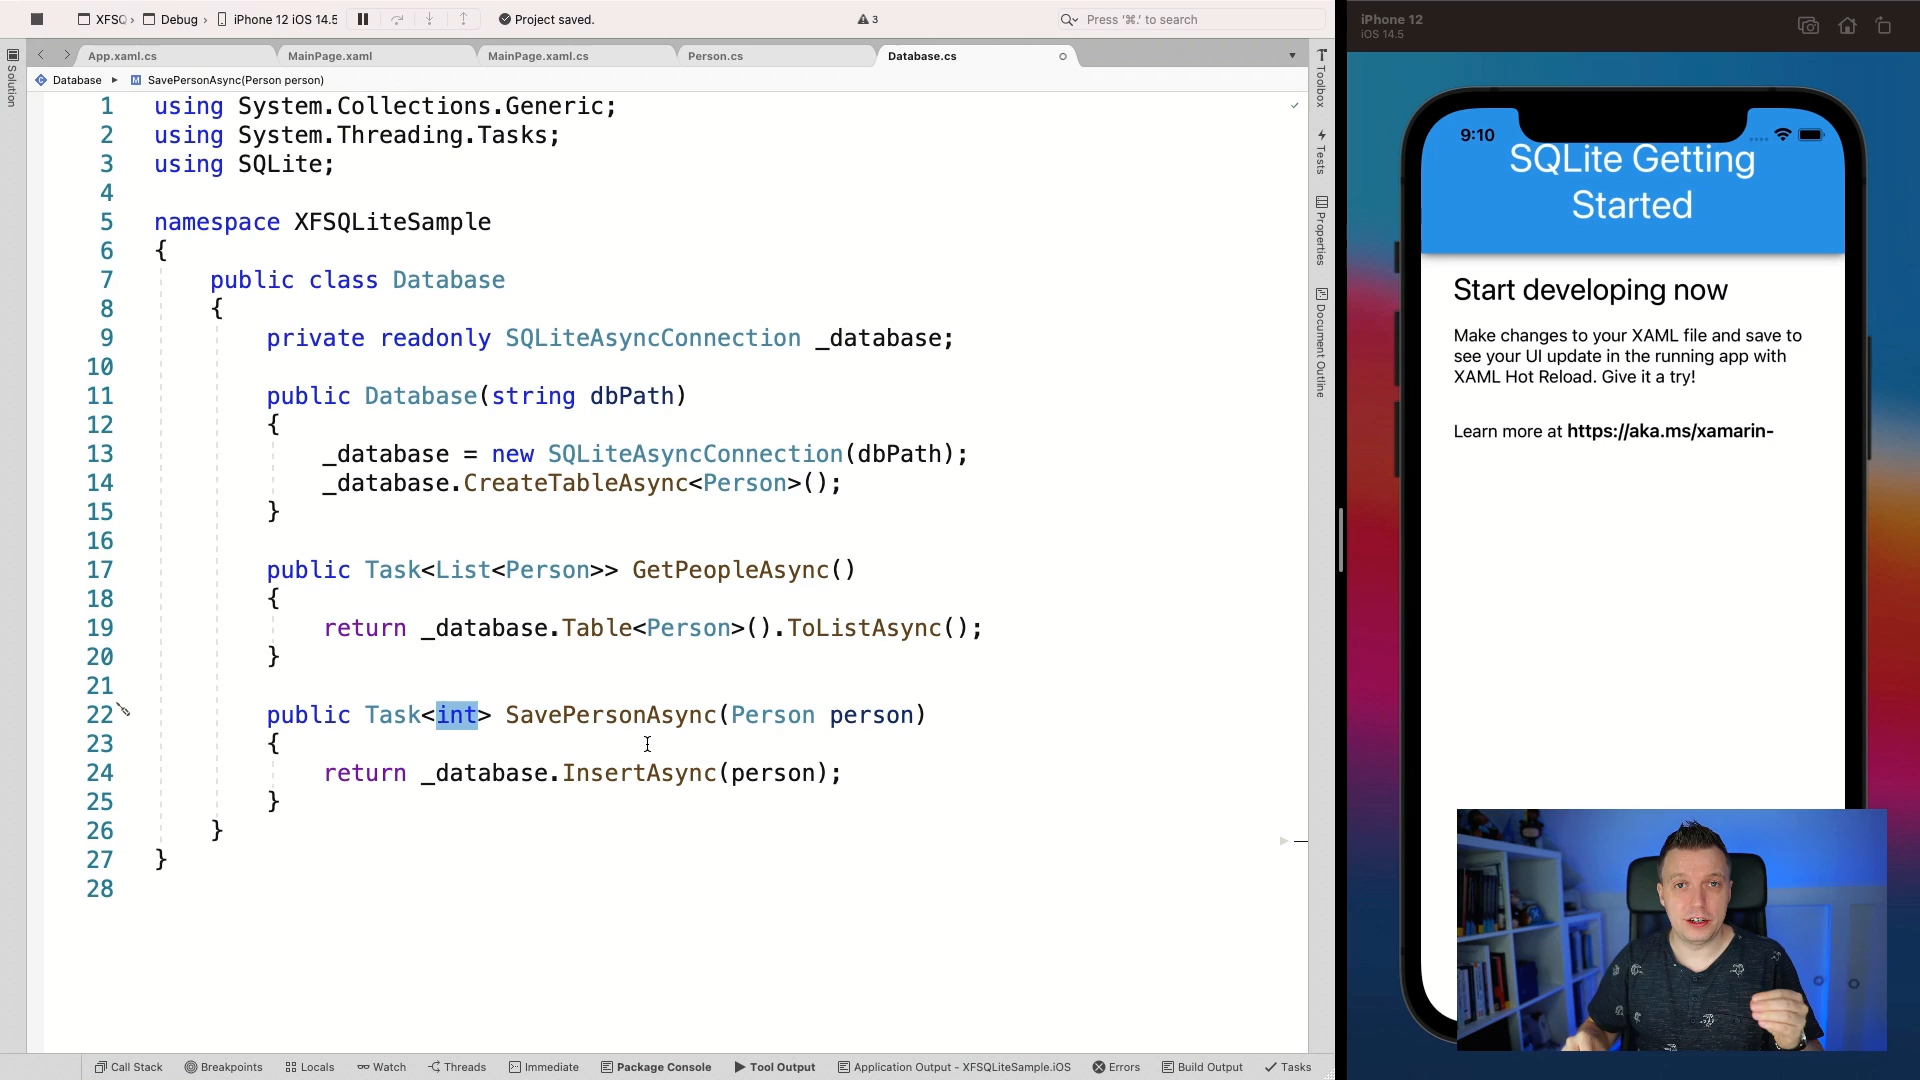 XFSQ › Debug › iPhone 12 iOS 14.5
Project saved.
3
Press '⌘.' to search
App.xaml.cs
MainPage.xaml
MainPage.xaml.cs
Person.cs
Database.cs
Database
SavePersonAsync(Person person)
1 using System.Collections.Generic;
2 using System.Threading.Tasks;
3 using SQLite;
4
5 namespace XFSQLiteSample
6 {
7 public class Database
8 {
9 private readonly SQLiteAsyncConnection _database;
10
11 public Database(string dbPath)
12 {
13 _database = new SQLiteAsyncConnection(dbPath);
14 _database.CreateTableAsync<Person>();
15 }
16
17 public Task<List<Person>> GetPeopleAsync()
18 {
19 return _database.Table<Person>().ToListAsync();
20 }
21
22 public Task<int> SavePersonAsync(Person person)
23 {
24 return _database.InsertAsync(person);
25 }
26 }
27 }
28
Solution
Toolbox
Tests
Properties
Document Outline
Call Stack
Breakpoints
Locals
Watch
Threads
Immediate
Package Console
Tool Output
Application Output - XFSQLiteSample.iOS
Errors
Build Output
Tasks
iPhone 12
iOS 14.5
9:10
SQLite Getting
Started
Start developing now
Make changes to your XAML file and save to
see your UI update in the running app with
XAML Hot Reload. Give it a try!
Learn more at https://aka.ms/xamarin-